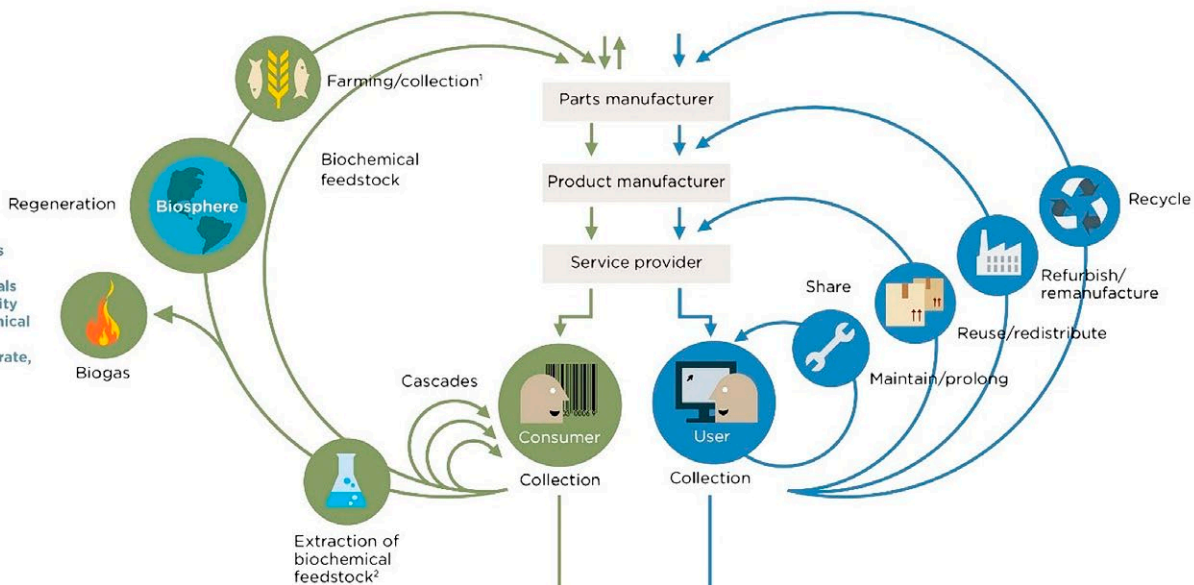 Farming/collection¹
Parts manufacturer
Biochemical
feedstock
Product manufacturer
Regeneration
Biosphere
Recycle
Service provider
Share
Refurbish/
remanufacture
Reuse/redistribute
Biogas
Maintain/prolong
Cascades
Consumer
User
Collection
Collection
Extraction of
biochemical
feedstock²